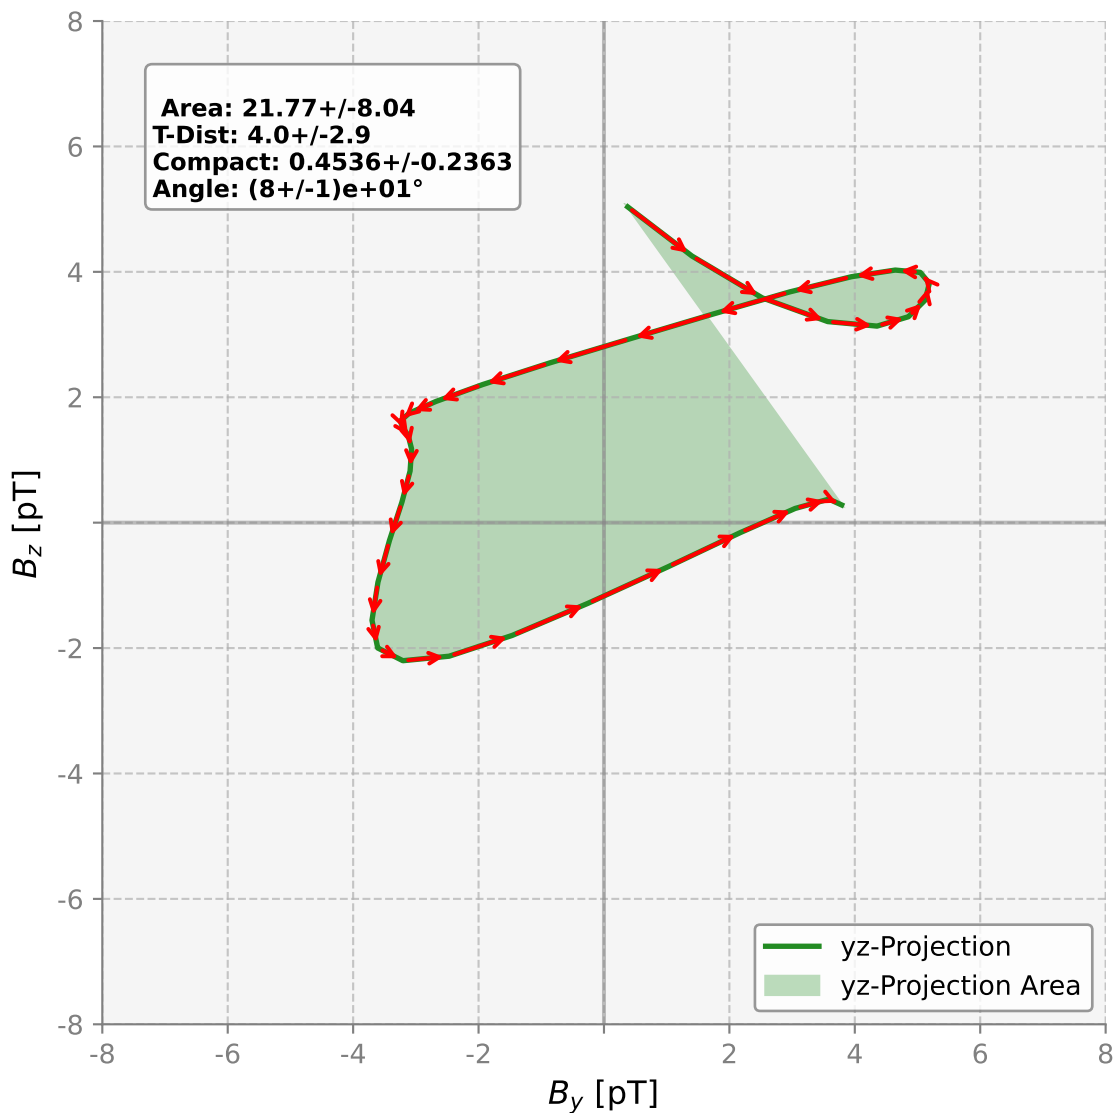 8
6
4
2
-2
-4
-6
-8
B_z [pT]
Area: 21.77+/-8.04
T-Dist: 4.0+/-2.9
Compact: 0.4536+/-0.2363
Angle: (8+/-1)e+01°
yz-Projection
yz-Projection Area
-8 -6 -4 -2 2 4 6 8
B_y [pT]